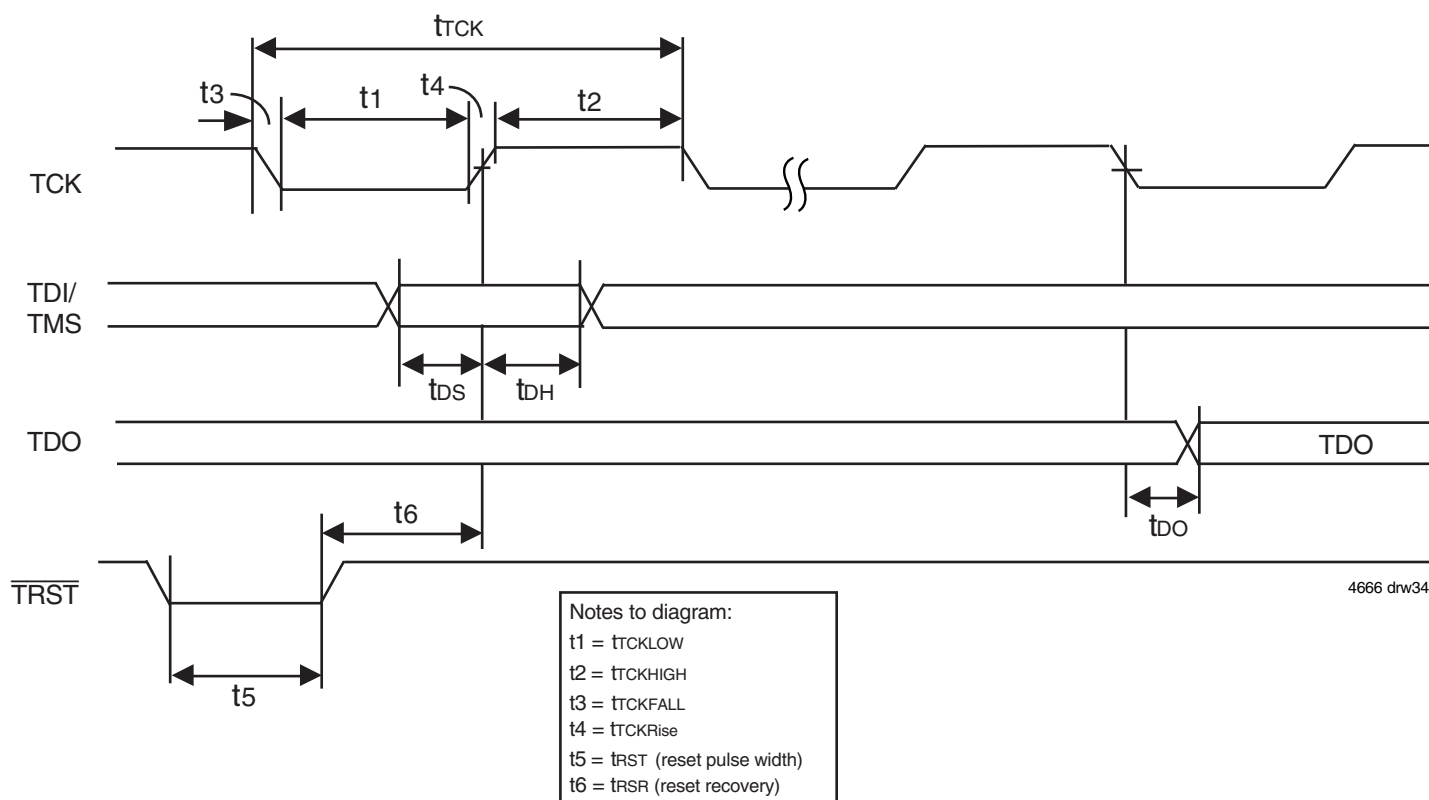 tTCK
t3
t1
t4
t2
TCK
TDI/
TMS
tDS
tDH
TDO
TDO
tDO
t6
TRST
4666 drw34
t5
Notes to diagram:
t1 = tTCKLOW
t2 = tTCKHIGH
t3 = tTCKFALL
t4 = tTCKRise
t5 = tRST (reset pulse width)
t6 = tRSR (reset recovery)